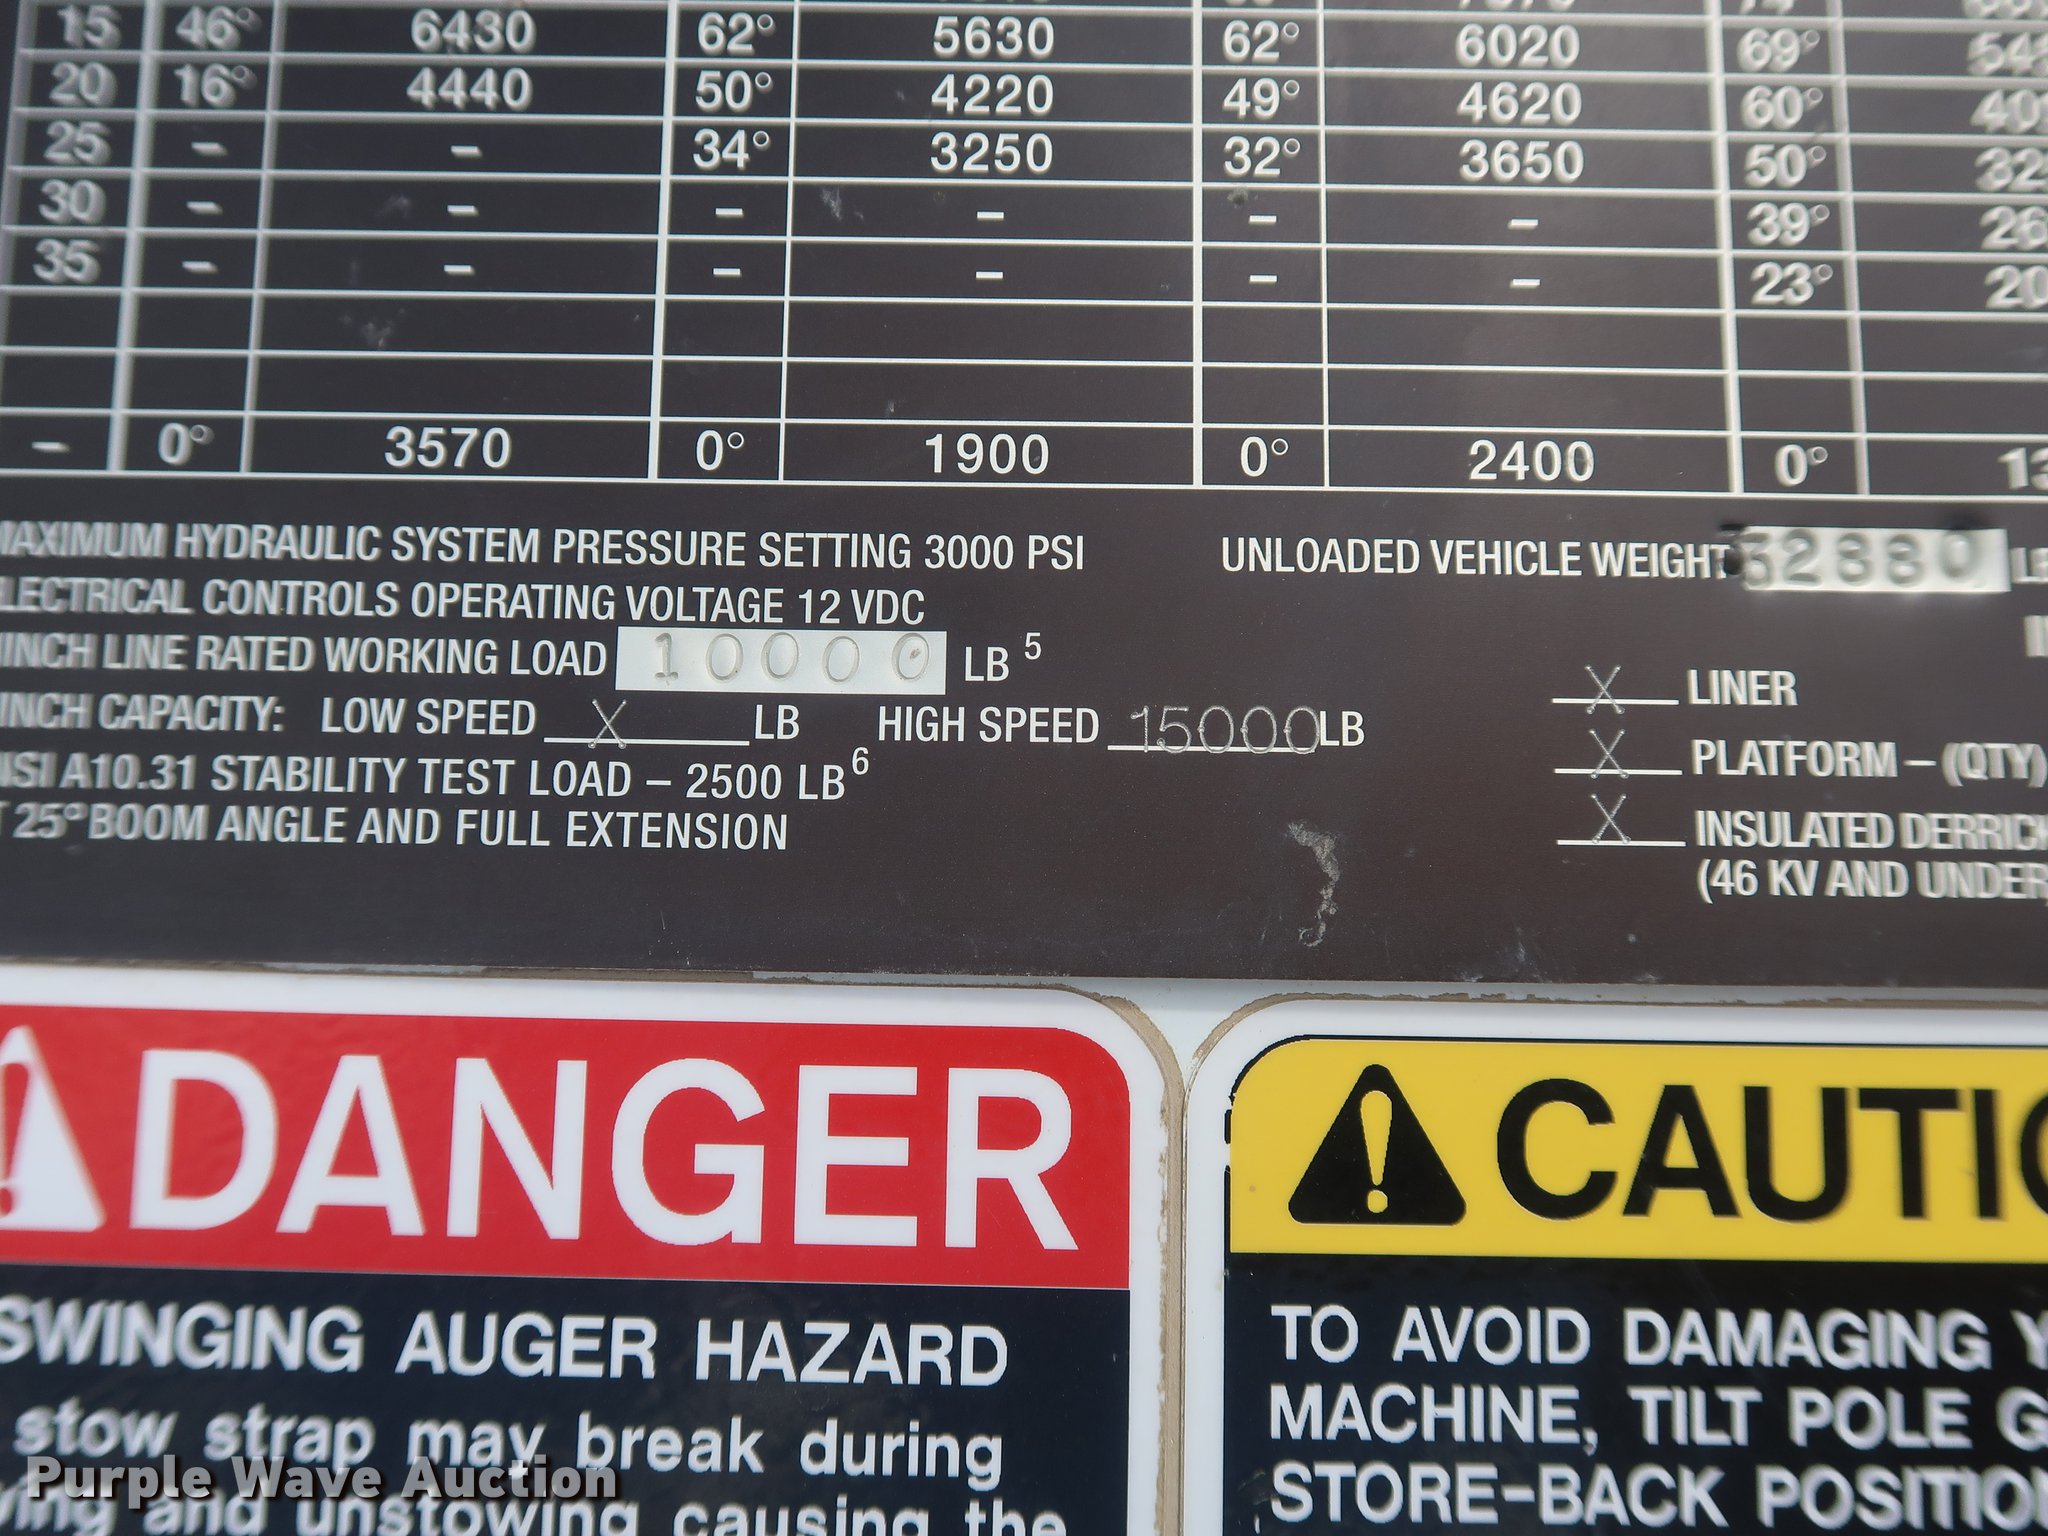 15 46° 6430 62° 5630 62° 6020 69°
20 16° 4440 50° 4220 49° 4620 60°
25 - - 34° 3250 32° 3650 50°
30 - - - - - - 39°
35 - - - - - - 23°
- 0° 3570 0° 1900 0° 2400 0°
MAXIMUM HYDRAULIC SYSTEM PRESSURE SETTING 3000 PSI UNLOADED VEHICLE WEIGHT 32880
ELECTRICAL CONTROLS OPERATING VOLTAGE 12 VDC
LINE RATED WORKING LOAD 10000 LB 5
CAPACITY: LOW SPEED X LB HIGH SPEED 15000 LB
X LINER
A10.31 STABILITY TEST LOAD – 2500 LB 6
X PLATFORM – (QTY)
25° BOOM ANGLE AND FULL EXTENSION
X INSULATED DERRICK
(46 KV AND UNDER
DANGER
SWINGING AUGER HAZARD
stow strap may break during
and unstowing causing the
CAUTIO
TO AVOID DAMAGING
MACHINE, TILT POLE
STORE-BACK POSITION
Purple Wave Auction